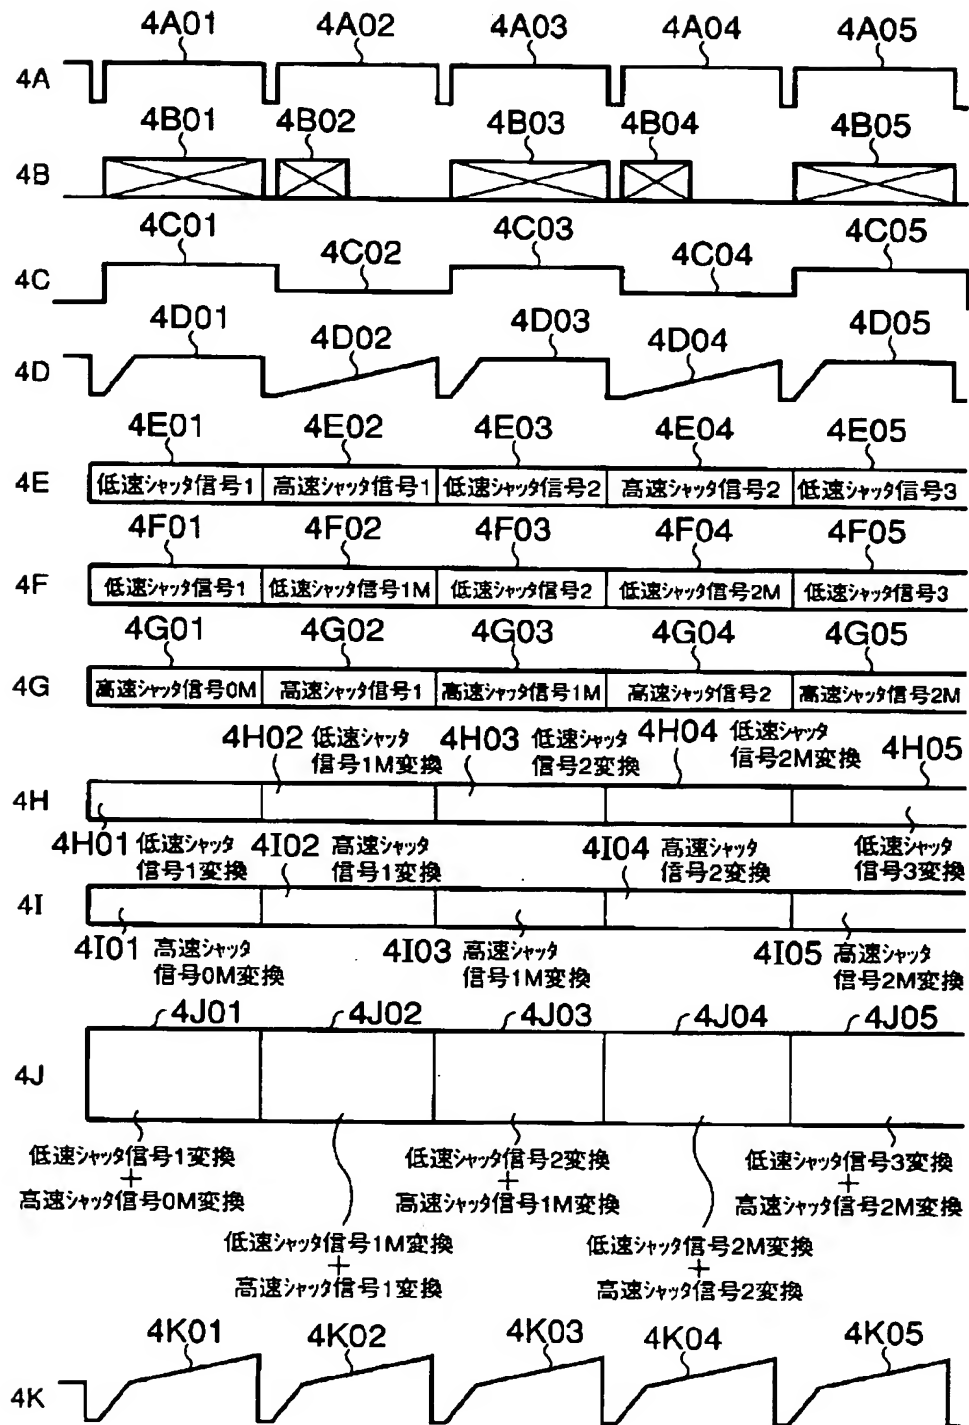 4A01 4A02 4A03 4A04 4A05
4A
4B01 4B02 4B03 4B04 4B05
4B
4C01 4C02 4C03 4C04 4C05
4C
4D01 4D02 4D03 4D04 4D05
4D
4E01 4E02 4E03 4E04 4E05
4E 低速シャッタ信号1 高速シャッタ信号1 低速シャッタ信号2 高速シャッタ信号2 低速シャッタ信号3
4F01 4F02 4F03 4F04 4F05
4F 低速シャッタ信号1 低速シャッタ信号1M 低速シャッタ信号2 低速シャッタ信号2M 低速シャッタ信号3
4G01 4G02 4G03 4G04 4G05
4G 高速シャッタ信号0M 高速シャッタ信号1 高速シャッタ信号1M 高速シャッタ信号2 高速シャッタ信号2M
4H02 低速シャッタ 4H03 低速シャッタ 4H04 低速シャッタ
信号1M変換 信号2変換 信号2M変換 4H05
4H
4H01 低速シャッタ 4I02 高速シャッタ 4I04 高速シャッタ 低速シャッタ
信号1変換 信号1変換 信号2変換 信号3変換
4I
4I01 高速シャッタ 4I03 高速シャッタ 4I05 高速シャッタ
信号0M変換 信号1M変換 信号2M変換
4J01 4J02 4J03 4J04 4J05
4J
低速シャッタ信号1変換 低速シャッタ信号2変換 低速シャッタ信号3変換
+ + +
高速シャッタ信号0M変換 高速シャッタ信号1M変換 高速シャッタ信号2M変換
低速シャッタ信号1M変換 低速シャッタ信号2M変換
+ +
高速シャッタ信号1変換 高速シャッタ信号2変換
4K01 4K02 4K03 4K04 4K05
4K